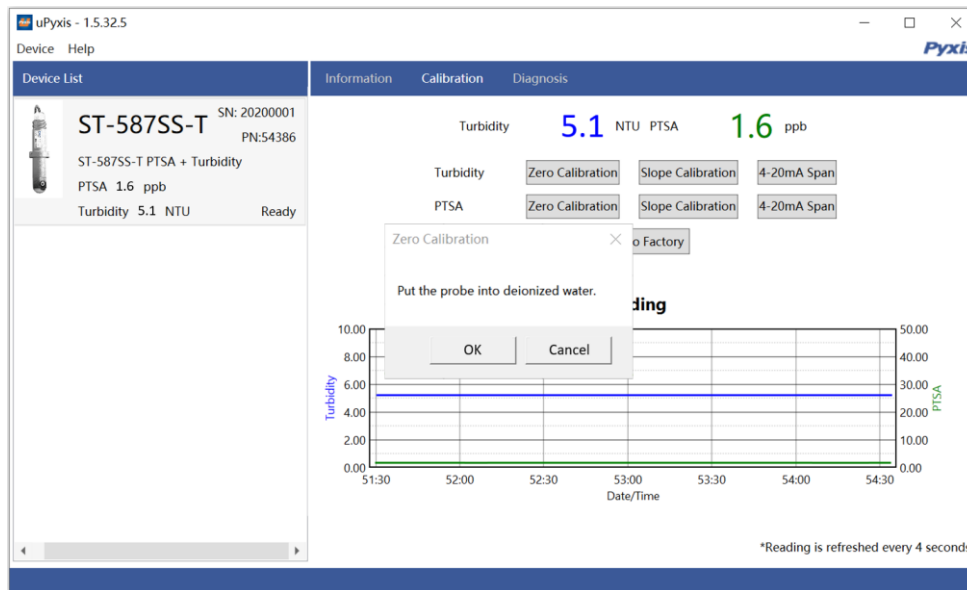 uPyxis - 1.5.32.5
Device Help
Pyxis
Device List
Information Calibration Diagnosis
ST-587SS-T
SN: 20200001
PN:54386
ST-587SS-T PTSA + Turbidity
PTSA 1.6 ppb
Turbidity 5.1 NTU Ready
Turbidity 5.1 NTU PTSA 1.6 ppb
Turbidity Zero Calibration Slope Calibration 4-20mA Span
PTSA Zero Calibration Slope Calibration 4-20mA Span
o Factory
Zero Calibration
Put the probe into deionized water.
OK Cancel
ding
10.00
8.00
6.00
4.00
2.00
0.00
Turbidity
50.00
40.00
30.00
20.00
10.00
0.00
PTSA
51:30 52:00 52:30 53:00 53:30 54:00 54:30
Date/Time
*Reading is refreshed every 4 seconds